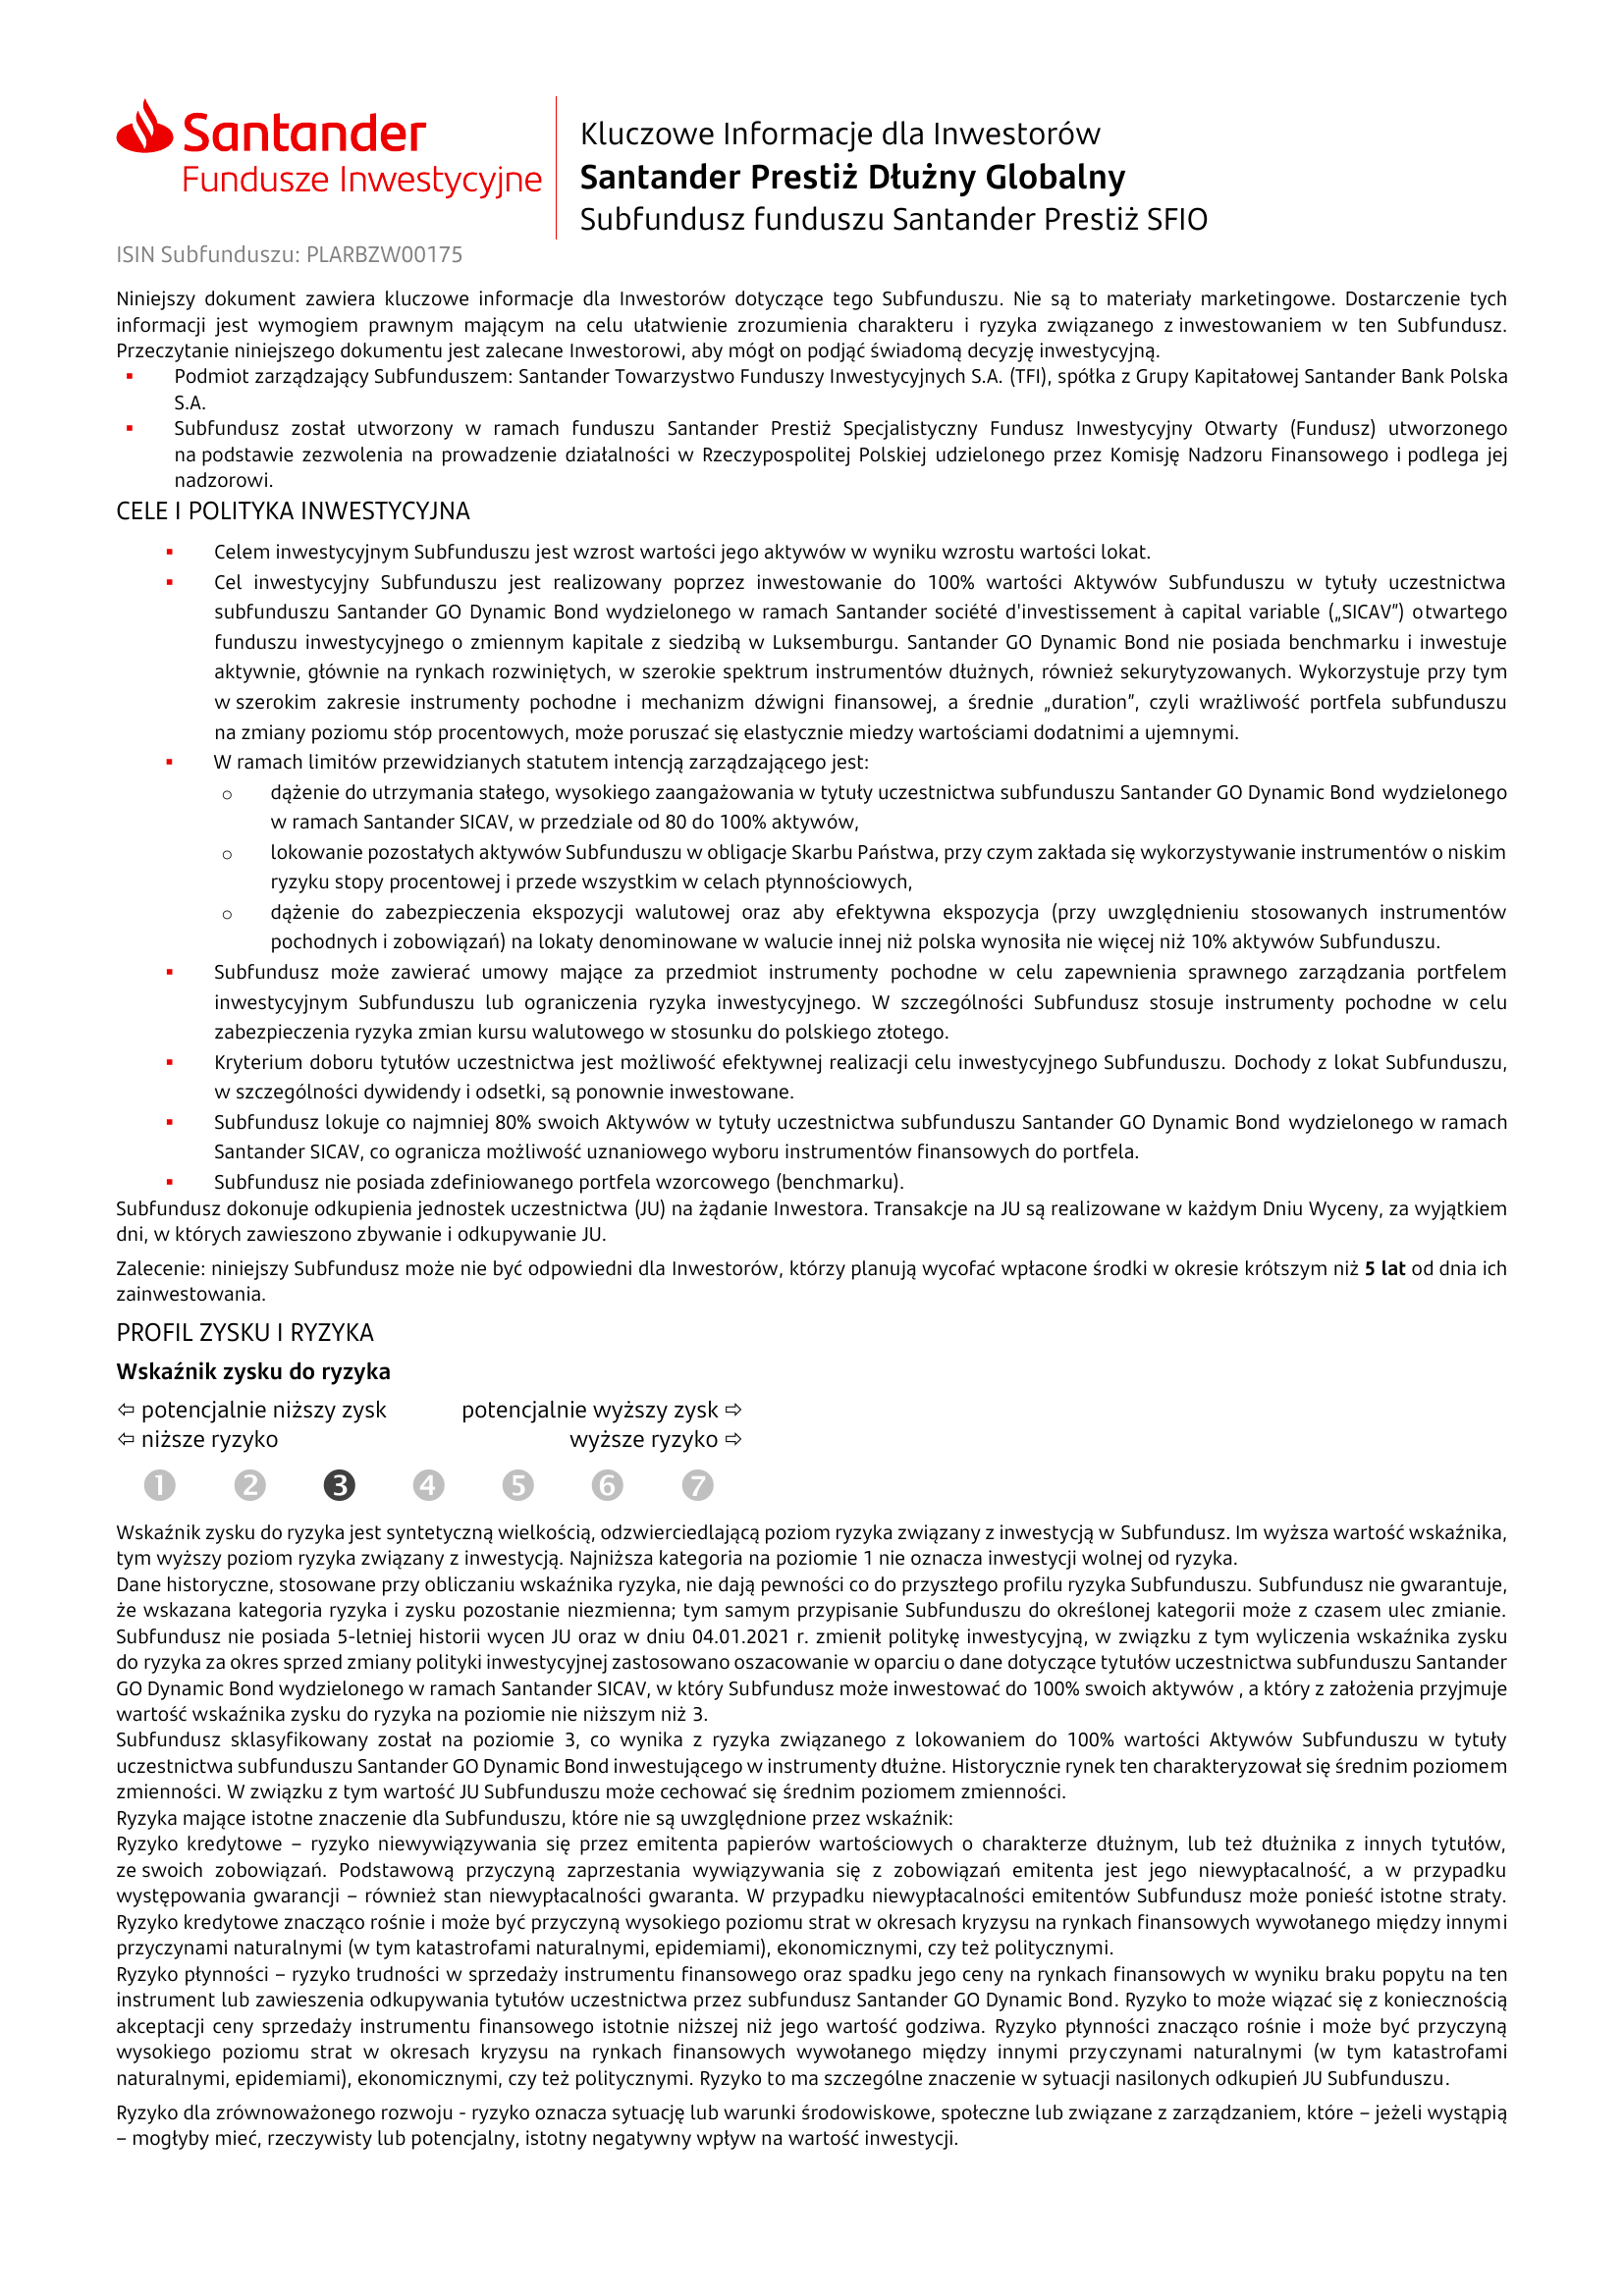 Santander
Fundusze Inwestycyjne
Kluczowe Informacje dla Inwestorów
Santander Prestiż Dłużny Globalny
Subfundusz funduszu Santander Prestiż SFIO
ISIN Subfunduszu: PLARBZW00175
Niniejszy dokument zawiera kluczowe informacje dla Inwestorów dotyczące tego Subfunduszu. Nie są to materiały marketingowe. Dostarczenie tych
informacji jest wymogiem prawnym mającym na celu ułatwienie zrozumienia charakteru i ryzyka związanego z inwestowaniem w ten Subfundusz.
Przeczytanie niniejszego dokumentu jest zalecane Inwestorowi, aby mógł on podjąć świadomą decyzję inwestycyjną.
▪ Podmiot zarządzający Subfunduszem: Santander Towarzystwo Funduszy Inwestycyjnych S.A. (TFI), spółka z Grupy Kapitałowej Santander Bank Polska
S.A.
▪ Subfundusz został utworzony w ramach funduszu Santander Prestiż Specjalistyczny Fundusz Inwestycyjny Otwarty (Fundusz) utworzonego
na podstawie zezwolenia na prowadzenie działalności w Rzeczypospolitej Polskiej udzielonego przez Komisję Nadzoru Finansowego i podlega jej
nadzorowi.
CELE I POLITYKA INWESTYCYJNA
▪ Celem inwestycyjnym Subfunduszu jest wzrost wartości jego aktywów w wyniku wzrostu wartości lokat.
▪ Cel inwestycyjny Subfunduszu jest realizowany poprzez inwestowanie do 100% wartości Aktywów Subfunduszu w tytuły uczestnictwa
subfunduszu Santander GO Dynamic Bond wydzielonego w ramach Santander société d'investissement à capital variable („SICAV”) otwartego
funduszu inwestycyjnego o zmiennym kapitale z siedzibą w Luksemburgu. Santander GO Dynamic Bond nie posiada benchmarku i inwestuje
aktywnie, głównie na rynkach rozwiniętych, w szerokie spektrum instrumentów dłużnych, również sekurytyzowanych. Wykorzystuje przy tym
w szerokim zakresie instrumenty pochodne i mechanizm dźwigni finansowej, a średnie „duration”, czyli wrażliwość portfela subfunduszu
na zmiany poziomu stóp procentowych, może poruszać się elastycznie miedzy wartościami dodatnimi a ujemnymi.
▪ W ramach limitów przewidzianych statutem intencją zarządzającego jest:
○ dążenie do utrzymania stałego, wysokiego zaangażowania w tytuły uczestnictwa subfunduszu Santander GO Dynamic Bond wydzielonego
w ramach Santander SICAV, w przedziale od 80 do 100% aktywów,
○ lokowanie pozostałych aktywów Subfunduszu w obligacje Skarbu Państwa, przy czym zakłada się wykorzystywanie instrumentów o niskim
ryzyku stopy procentowej i przede wszystkim w celach płynnościowych,
○ dążenie do zabezpieczenia ekspozycji walutowej oraz aby efektywna ekspozycja (przy uwzględnieniu stosowanych instrumentów
pochodnych i zobowiązań) na lokaty denominowane w walucie innej niż polska wynosiła nie więcej niż 10% aktywów Subfunduszu.
▪ Subfundusz może zawierać umowy mające za przedmiot instrumenty pochodne w celu zapewnienia sprawnego zarządzania portfelem
inwestycyjnym Subfunduszu lub ograniczenia ryzyka inwestycyjnego. W szczególności Subfundusz stosuje instrumenty pochodne w celu
zabezpieczenia ryzyka zmian kursu walutowego w stosunku do polskiego złotego.
▪ Kryterium doboru tytułów uczestnictwa jest możliwość efektywnej realizacji celu inwestycyjnego Subfunduszu. Dochody z lokat Subfunduszu,
w szczególności dywidendy i odsetki, są ponownie inwestowane.
▪ Subfundusz lokuje co najmniej 80% swoich Aktywów w tytuły uczestnictwa subfunduszu Santander GO Dynamic Bond wydzielonego w ramach
Santander SICAV, co ogranicza możliwość uznaniowego wyboru instrumentów finansowych do portfela.
▪ Subfundusz nie posiada zdefiniowanego portfela wzorcowego (benchmarku).
Subfundusz dokonuje odkupienia jednostek uczestnictwa (JU) na żądanie Inwestora. Transakcje na JU są realizowane w każdym Dniu Wyceny, za wyjątkiem
dni, w których zawieszono zbywanie i odkupywanie JU.
Zalecenie: niniejszy Subfundusz może nie być odpowiedni dla Inwestorów, którzy planują wycofać wpłacone środki w okresie krótszym niż 5 lat od dnia ich
zainwestowania.
PROFIL ZYSKU I RYZYKA
Wskaźnik zysku do ryzyka
⇦ potencjalnie niższy zysk potencjalnie wyższy zysk ⇨
⇦ niższe ryzyko wyższe ryzyko ⇨
1 2 3 4 5 6 7
Wskaźnik zysku do ryzyka jest syntetyczną wielkością, odzwierciedlającą poziom ryzyka związany z inwestycją w Subfundusz. Im wyższa wartość wskaźnika,
tym wyższy poziom ryzyka związany z inwestycją. Najniższa kategoria na poziomie 1 nie oznacza inwestycji wolnej od ryzyka.
Dane historyczne, stosowane przy obliczaniu wskaźnika ryzyka, nie dają pewności co do przyszłego profilu ryzyka Subfunduszu. Subfundusz nie gwarantuje,
że wskazana kategoria ryzyka i zysku pozostanie niezmienna; tym samym przypisanie Subfunduszu do określonej kategorii może z czasem ulec zmianie.
Subfundusz nie posiada 5-letniej historii wycen JU oraz w dniu 04.01.2021 r. zmienił politykę inwestycyjną, w związku z tym wyliczenia wskaźnika zysku
do ryzyka za okres sprzed zmiany polityki inwestycyjnej zastosowano oszacowanie w oparciu o dane dotyczące tytułów uczestnictwa subfunduszu Santander
GO Dynamic Bond wydzielonego w ramach Santander SICAV, w który Subfundusz może inwestować do 100% swoich aktywów , a który z założenia przyjmuje
wartość wskaźnika zysku do ryzyka na poziomie nie niższym niż 3.
Subfundusz sklasyfikowany został na poziomie 3, co wynika z ryzyka związanego z lokowaniem do 100% wartości Aktywów Subfunduszu w tytuły
uczestnictwa subfunduszu Santander GO Dynamic Bond inwestującego w instrumenty dłużne. Historycznie rynek ten charakteryzował się średnim poziomem
zmienności. W związku z tym wartość JU Subfunduszu może cechować się średnim poziomem zmienności.
Ryzyka mające istotne znaczenie dla Subfunduszu, które nie są uwzględnione przez wskaźnik:
Ryzyko kredytowe – ryzyko niewywiązywania się przez emitenta papierów wartościowych o charakterze dłużnym, lub też dłużnika z innych tytułów,
ze swoich zobowiązań. Podstawową przyczyną zaprzestania wywiązywania się z zobowiązań emitenta jest jego niewypłacalność, a w przypadku
występowania gwarancji – również stan niewypłacalności gwaranta. W przypadku niewypłacalności emitentów Subfundusz może ponieść istotne straty.
Ryzyko kredytowe znacząco rośnie i może być przyczyną wysokiego poziomu strat w okresach kryzysu na rynkach finansowych wywołanego między innymi
przyczynami naturalnymi (w tym katastrofami naturalnymi, epidemiami), ekonomicznymi, czy też politycznymi.
Ryzyko płynności – ryzyko trudności w sprzedaży instrumentu finansowego oraz spadku jego ceny na rynkach finansowych w wyniku braku popytu na ten
instrument lub zawieszenia odkupywania tytułów uczestnictwa przez subfundusz Santander GO Dynamic Bond. Ryzyko to może wiązać się z koniecznością
akceptacji ceny sprzedaży instrumentu finansowego istotnie niższej niż jego wartość godziwa. Ryzyko płynności znacząco rośnie i może być przyczyną
wysokiego poziomu strat w okresach kryzysu na rynkach finansowych wywołanego między innymi przyczynami naturalnymi (w tym katastrofami
naturalnymi, epidemiami), ekonomicznymi, czy też politycznymi. Ryzyko to ma szczególne znaczenie w sytuacji nasilonych odkupień JU Subfunduszu.
Ryzyko dla zrównoważonego rozwoju - ryzyko oznacza sytuację lub warunki środowiskowe, społeczne lub związane z zarządzaniem, które – jeżeli wystąpią
– mogłyby mieć, rzeczywisty lub potencjalny, istotny negatywny wpływ na wartość inwestycji.